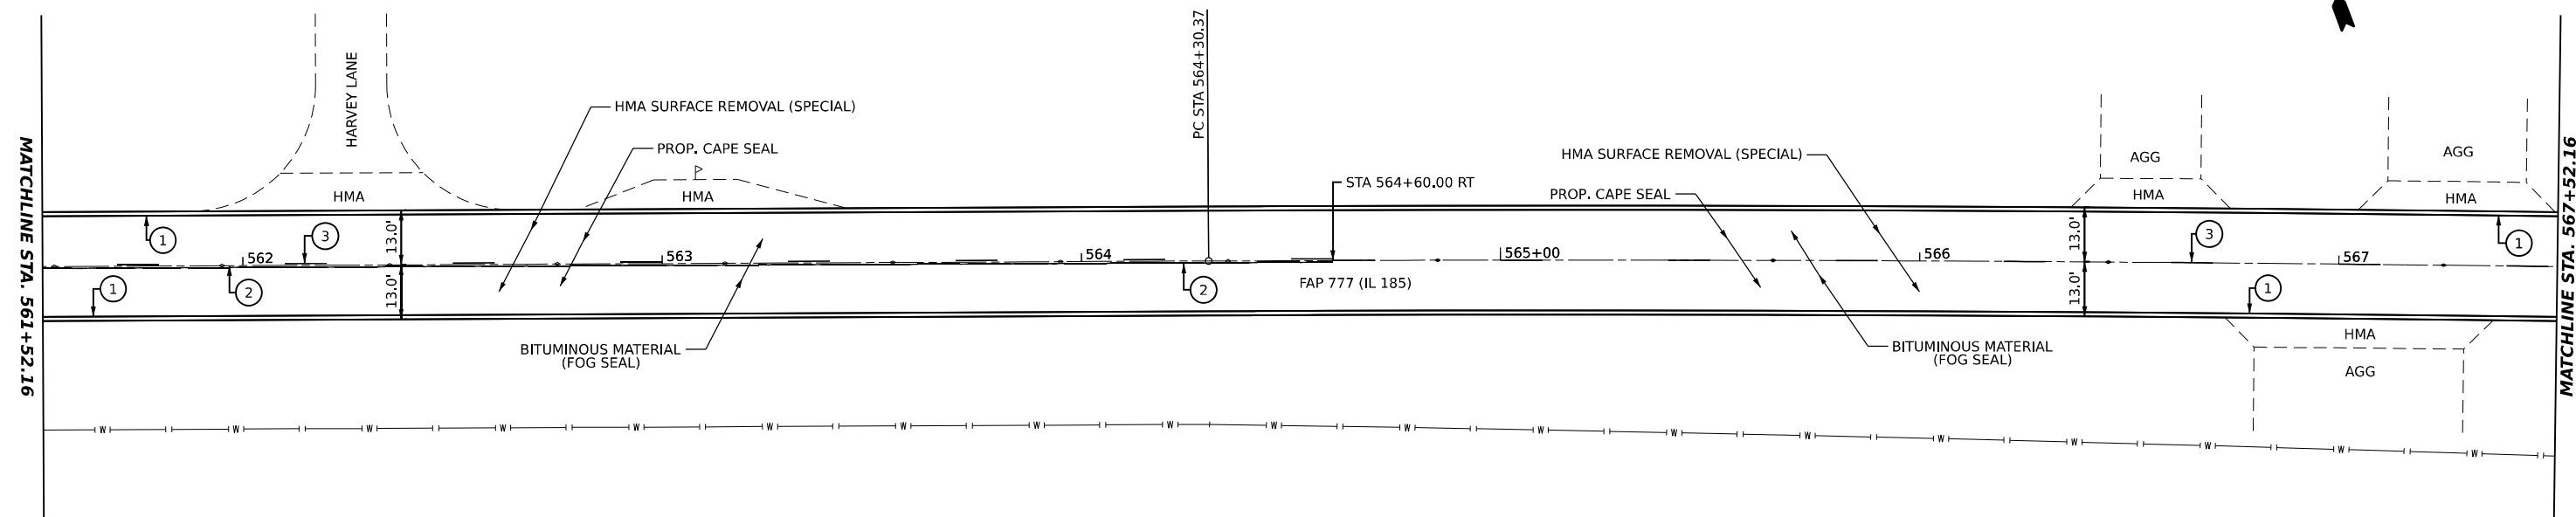 MATCHLINE STA. 561+52.16
HARVEY LANE
HMA
HMA SURFACE REMOVAL (SPECIAL)
PROP. CAPE SEAL
HMA
PC STA 564+30.37
STA 564+60.00 RT
HMA SURFACE REMOVAL (SPECIAL)
PROP. CAPE SEAL
AGG
HMA
AGG
HMA
1
3
13.0'
13.0'
562
563
564
565+00
566
567
1
2
2
FAP 777 (IL 185)
13.0'
13.0'
3
1
1
BITUMINOUS MATERIAL
(FOG SEAL)
BITUMINOUS MATERIAL
(FOG SEAL)
HMA
AGG
W W W W W W W W W W W W W W W W W W W
MATCHLINE STA. 567+52.16